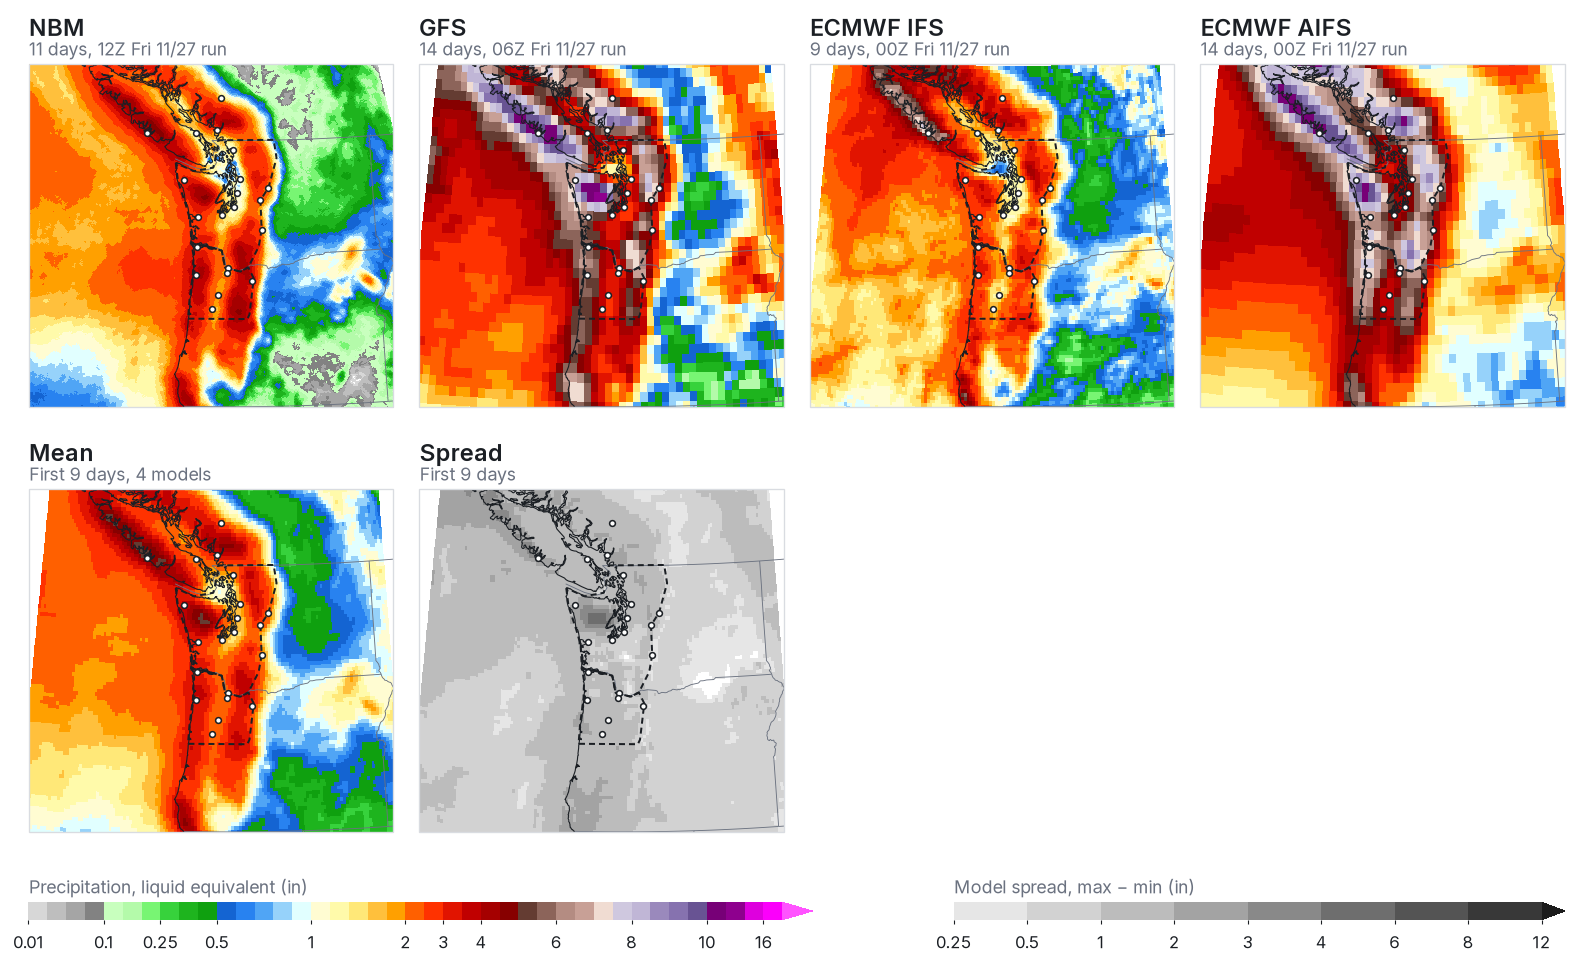 NBM
11 days, 12Z Fri 11/27 run
GFS
14 days, 06Z Fri 11/27 run
ECMWF IFS
9 days, 00Z Fri 11/27 run
ECMWF AIFS
14 days, 00Z Fri 11/27 run
Mean
First 9 days, 4 models
Spread
First 9 days
Precipitation, liquid equivalent (in)
0.01 0.1 0.25 0.5 1 2 3 4 6 8 10 16
Model spread, max − min (in)
0.25 0.5 1 2 3 4 6 8 12